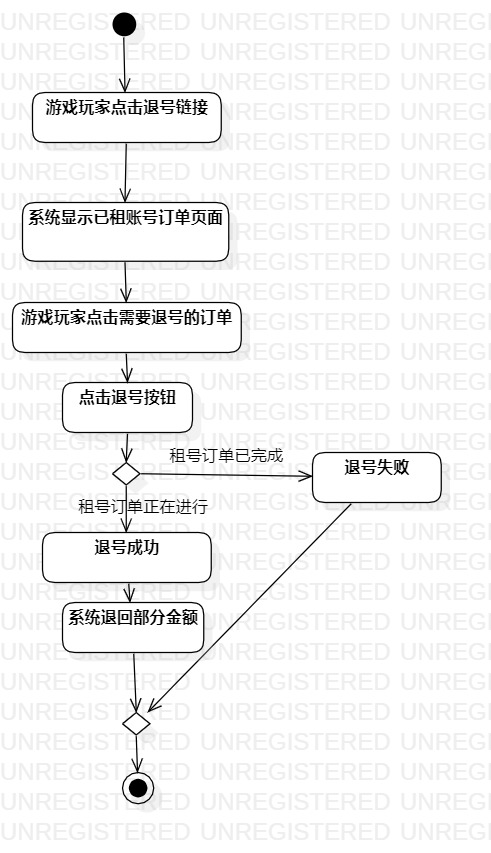 游戏玩家点击退号链接
系统显示已租账号订单页面
游戏玩家点击需要退号的订单
点击退号按钮
租号订单已完成
退号失败
租号订单正在进行
退号成功
系统退回部分金额
UNREGISTERED